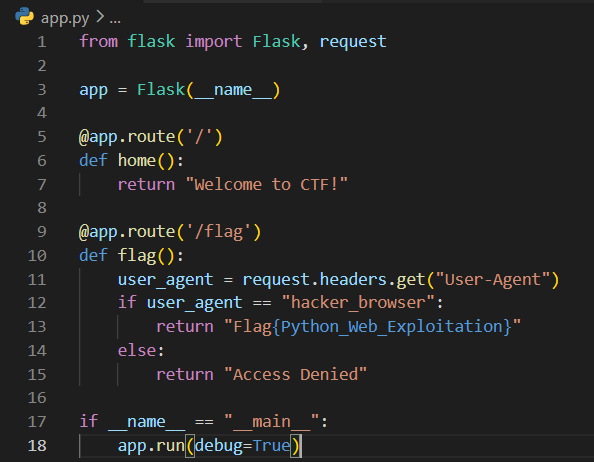 app.py > ...
1 from flask import Flask, request
2
3 app = Flask(__name__)
4
5 @app.route('/')
6 def home():
7     return "Welcome to CTF!"
8
9 @app.route('/flag')
10 def flag():
11     user_agent = request.headers.get("User-Agent")
12     if user_agent == "hacker_browser":
13         return "Flag{Python_Web_Exploitation}"
14     else:
15         return "Access Denied"
16
17 if __name__ == "__main__":
18     app.run(debug=True)